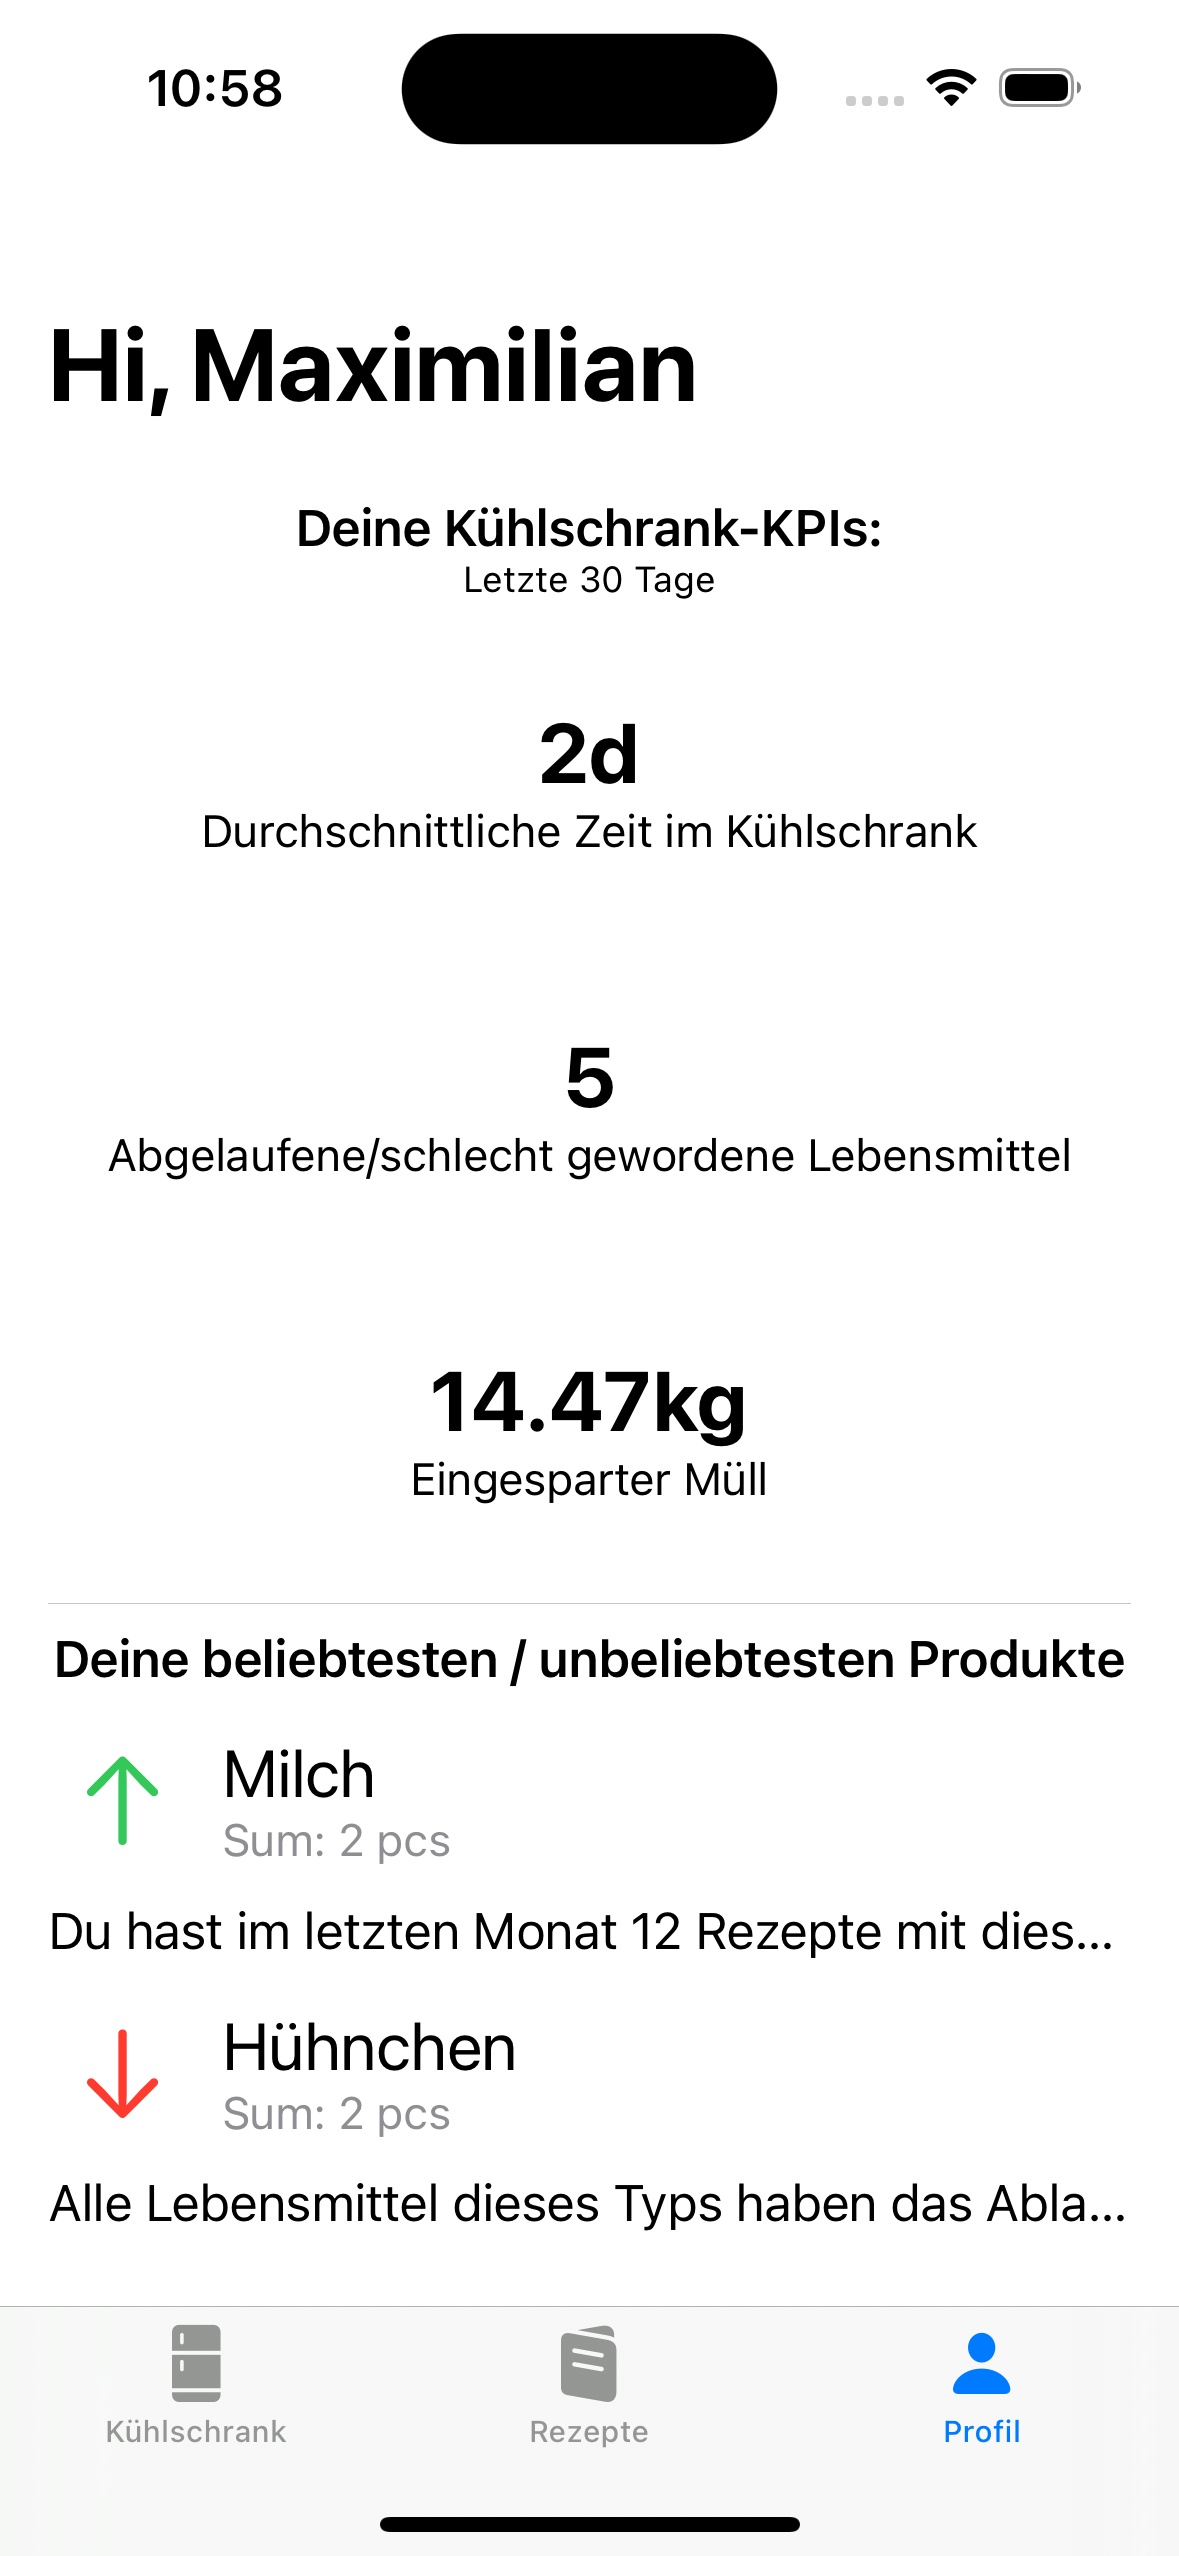 10:58
Hi, Maximilian
Deine Kühlschrank-KPIs:
Letzte 30 Tage
2d
Durchschnittliche Zeit im Kühlschrank
5
Abgelaufene/schlecht gewordene Lebensmittel
14.47kg
Eingesparter Müll
Deine beliebtesten / unbeliebtesten Produkte
Milch
Sum: 2 pcs
Du hast im letzten Monat 12 Rezepte mit dies...
Hühnchen
Sum: 2 pcs
Alle Lebensmittel dieses Typs haben das Abla...
Kühlschrank
Rezepte
Profil